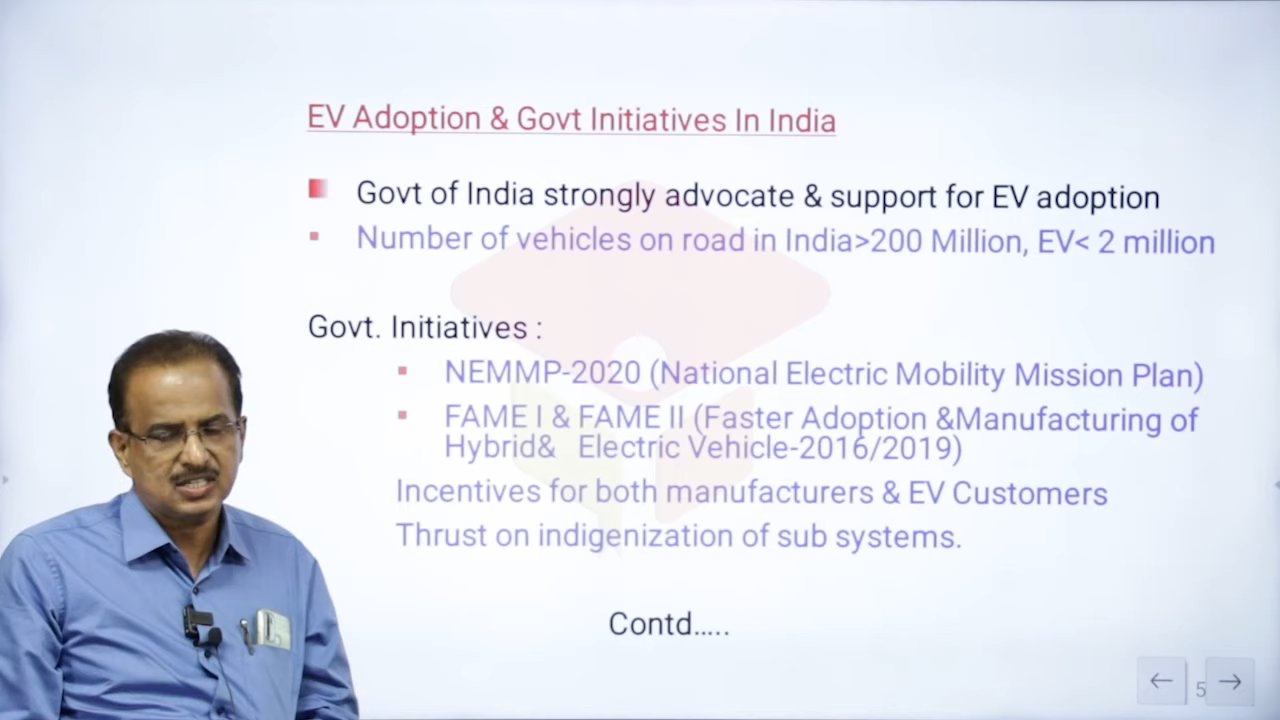 EV Adoption & Govt Initiatives In India
Govt of India strongly advocate & support for EV adoption
Number of vehicles on road in India>200 Million, EV< 2 million
Govt. Initiatives :
NEMMP-2020 (National Electric Mobility Mission Plan)
FAME I & FAME II (Faster Adoption &Manufacturing of
Hybrid& Electric Vehicle-2016/2019)
Incentives for both manufacturers & EV Customers
Thrust on indigenization of sub systems.
Contd.....
5